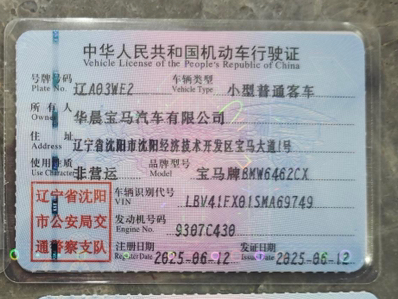 中华人民共和国机动车行驶证
Vehicle License of the People's Republic of China
号牌号码 辽A03WE2 车辆类型 小型普通客车
Plate No. Vehicle Type
所有人 华晨宝马汽车有限公司
Owner
住址 辽宁省沈阳市沈阳经济技术开发区宝马大道1号
Address
使用性质 非营运 品牌型号 宝马牌BMW6462CX
Use Character Model
辽宁省沈阳
市公安局交
通警察支队
车辆识别代号 LBV41FX01SMA69749
VIN
发动机号码 9307C430
Engine No.
注册日期 2025-06-12 发证日期 2025-06-12
Register Date Issue Date